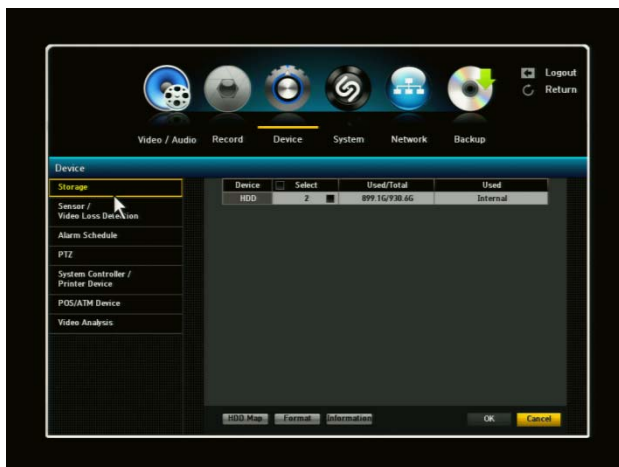 Logout
Return
Video / Audio Record Device System Network Backup
Device
Storage
Sensor /
Video Loss Detection
Alarm Schedule
PTZ
System Controller /
Printer Device
POS/ATM Device
Video Analysis
Device Select Used/Total Used
HDD 2 899.1G/930.6G Internal
HDD Map Format Information OK Cancel